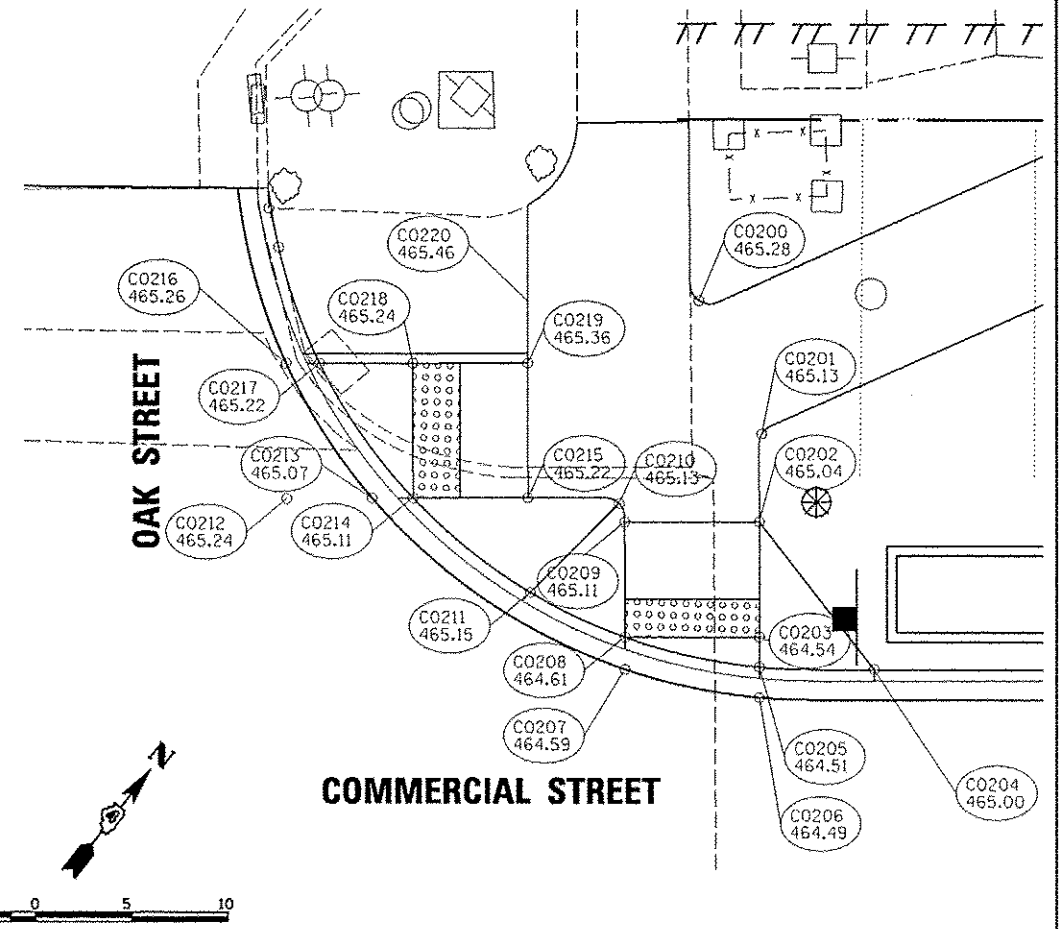 C0220
465.46
C0200
465.28
C0216
465.26
C0218
465.24
C0219
465.36
C0201
465.13
C0217
465.22
OAK STREET
C0213
465.07
C0215
465.22
C0210
465.13
C0202
465.04
C0212
465.24
C0214
465.11
C0209
465.11
C0211
465.15
C0203
464.54
C0208
464.61
C0207
464.59
C0205
464.51
C0204
465.00
C0206
464.49
COMMERCIAL STREET
N
0 5 10
x x
x x
x x